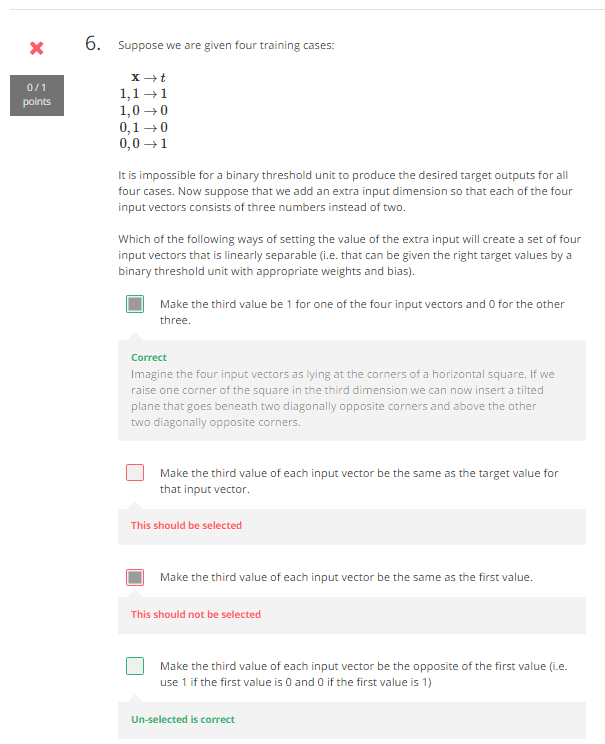 6. Suppose we are given four training cases:
0 / 1
points
x → t
1, 1 → 1
1, 0 → 0
0, 1 → 0
0, 0 → 1
It is impossible for a binary threshold unit to produce the desired target outputs for all
four cases. Now suppose that we add an extra input dimension so that each of the four
input vectors consists of three numbers instead of two.
Which of the following ways of setting the value of the extra input will create a set of four
input vectors that is linearly separable (i.e. that can be given the right target values by a
binary threshold unit with appropriate weights and bias).
Make the third value be 1 for one of the four input vectors and 0 for the other
three.
Correct
Imagine the four input vectors as lying at the corners of a horizontal square. If we
raise one corner of the square in the third dimension we can now insert a tilted
plane that goes beneath two diagonally opposite corners and above the other
two diagonally opposite corners.
Make the third value of each input vector be the same as the target value for
that input vector.
This should be selected
Make the third value of each input vector be the same as the first value.
This should not be selected
Make the third value of each input vector be the opposite of the first value (i.e.
use 1 if the first value is 0 and 0 if the first value is 1)
Un-selected is correct